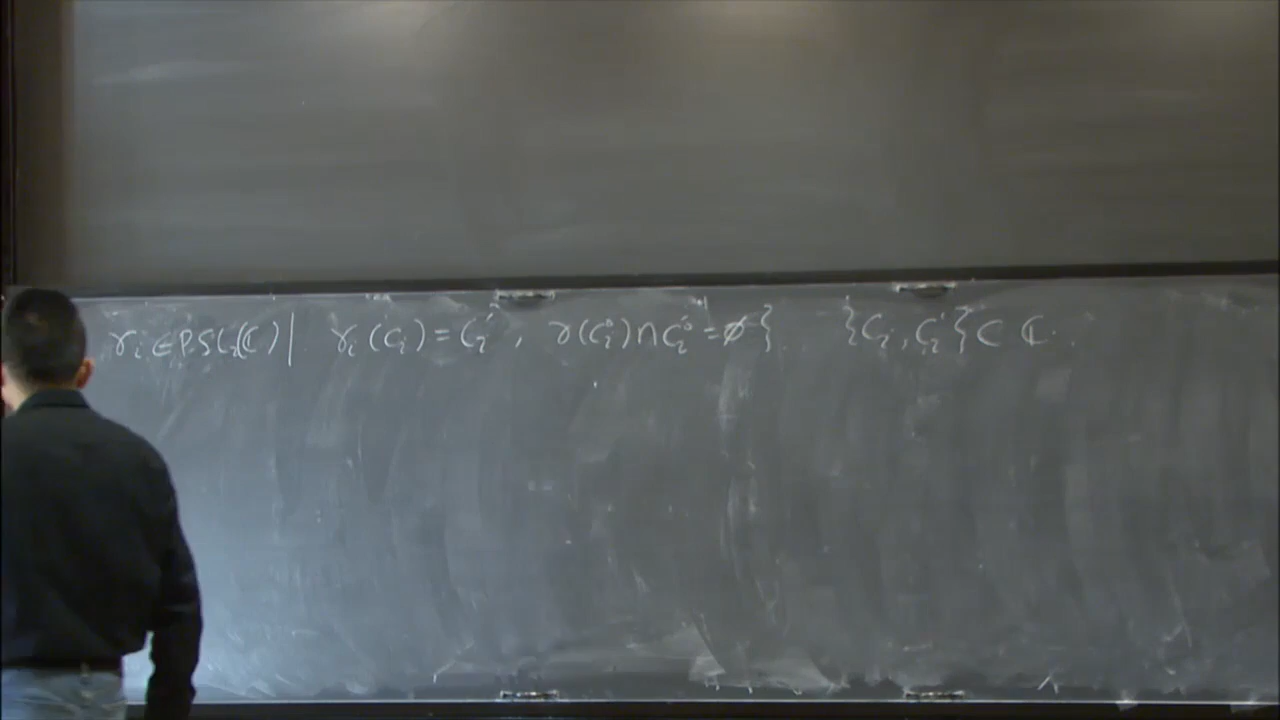 γᵢ ∈ PSL₂(ℂ) | γᵢ(Cᵢ) = Cᵢ′ , γ(Cᵢ°) ∩ Cᵢ′° = ∅ } {Cᵢ, Cᵢ′} ⊂ ℂ.